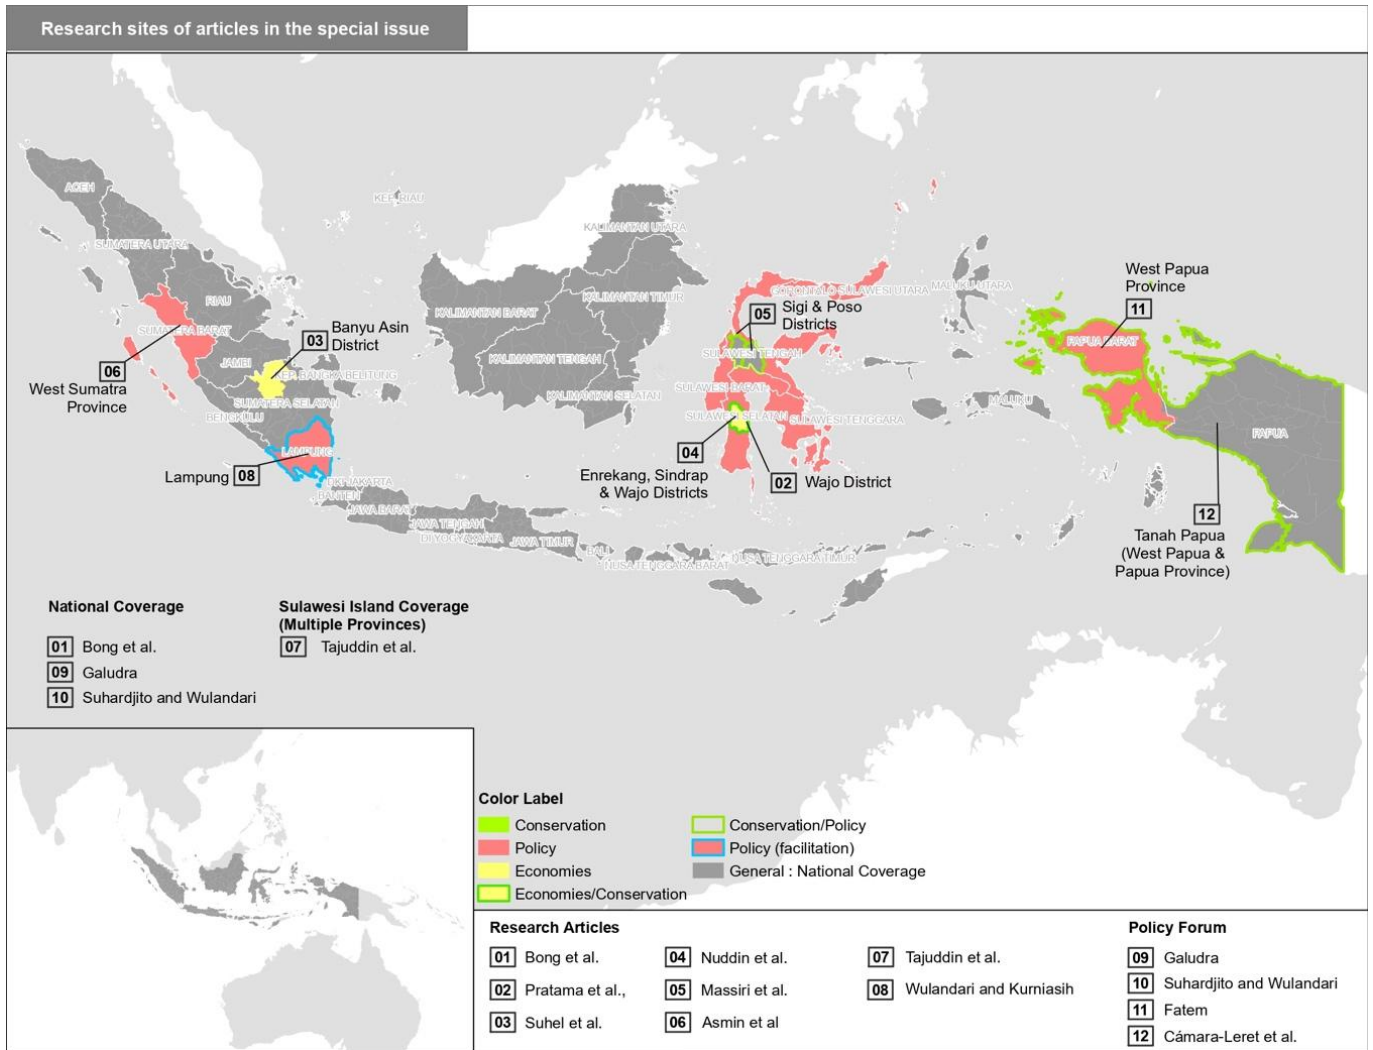 Research sites of articles in the special issue
ACEH
SUMATERA UTARA
KEP. RIAU
RIAU
SUMATERA BARAT
JAMBI
KEP. BANGKA BELITUNG
SUMATERA SELATAN
BENGKULU
LAMPUNG
DKI JAKARTA
BANTEN
JAWA BARAT
JAWA TENGAH
DI YOGYAKARTA
JAWA TIMUR
BALI
NUSA TENGGARA BARAT
NUSA TENGGARA TIMUR
KALIMANTAN UTARA
KALIMANTAN TIMUR
KALIMANTAN BARAT
KALIMANTAN TENGAH
KALIMANTAN SELATAN
GORONTALO
SULAWESI UTARA
SULAWESI TENGAH
SULAWESI BARAT
SULAWESI SELATAN
SULAWESI TENGGARA
MALUKU UTARA
MALUKU
PAPUA BARAT
PAPUA
06
West Sumatra
Province
03
Banyu Asin
District
Lampung
08
05
Sigi & Poso
Districts
04
Enrekang, Sindrap
& Wajo Districts
02
Wajo District
West Papua
Province
11
12
Tanah Papua
(West Papua &
Papua Province)
National Coverage
01 Bong et al.
09 Galudra
10 Suhardjito and Wulandari
Sulawesi Island Coverage
(Multiple Provinces)
07 Tajuddin et al.
Color Label
Conservation
Policy
Economies
Economies/Conservation
Conservation/Policy
Policy (facilitation)
General : National Coverage
Research Articles
01 Bong et al.
02 Pratama et al.,
03 Suhel et al.
04 Nuddin et al.
05 Massiri et al.
06 Asmin et al
07 Tajuddin et al.
08 Wulandari and Kurniasih
Policy Forum
09 Galudra
10 Suhardjito and Wulandari
11 Fatem
12 Cámara-Leret et al.